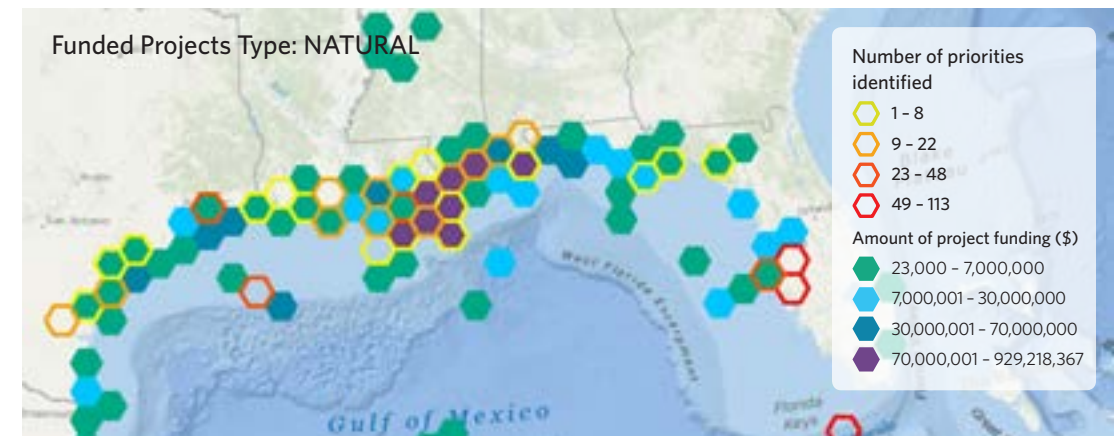 Funded Projects Type: NATURAL
Number of priorities
identified
1 – 8
9 – 22
23 – 48
49 – 113
Amount of project funding ($)
23,000 – 7,000,000
7,000,001 – 30,000,000
30,000,001 – 70,000,000
70,000,001 – 929,218,367
West Florida Escarpment
Gulf of Mexico
Florida
Keys